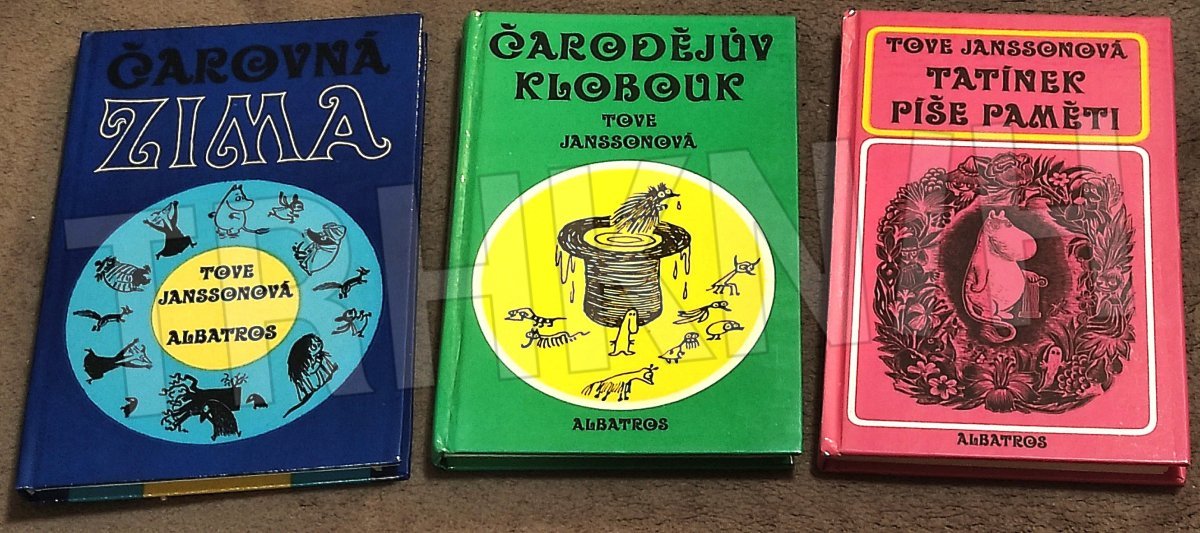 ČAROVNÁ
ZIMA
TOVE
JANSSONOVÁ
ALBATROS
ČARODĚJŮV
KLOBOUK
TOVE
JANSSONOVÁ
ALBATROS
TOVE JANSSONOVÁ
TATÍNEK
PÍŠE PAMĚTI
ALBATROS